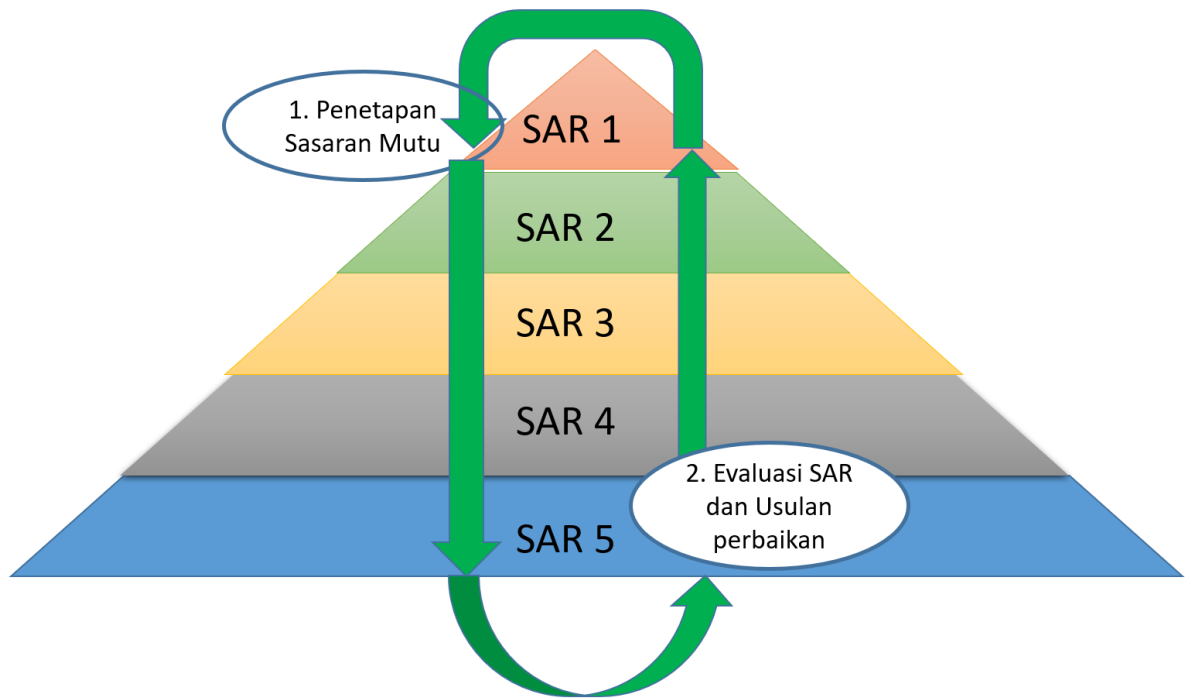 1. Penetapan
Sasaran Mutu
SAR 1
SAR 2
SAR 3
SAR 4
2. Evaluasi SAR
dan Usulan
perbaikan
SAR 5